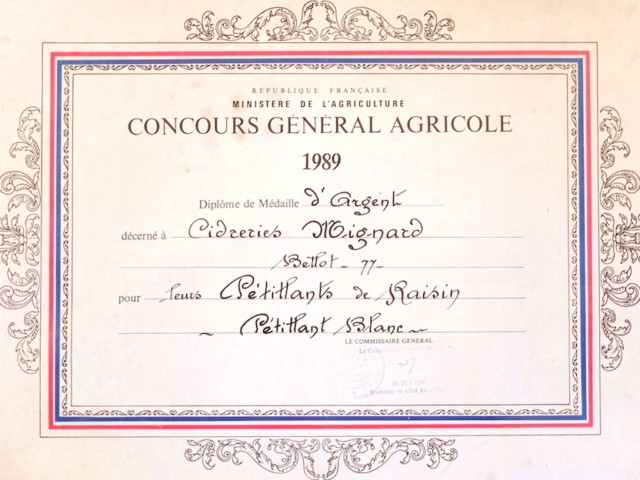 REPUBLIQUE FRANÇAISE
MINISTERE DE L'AGRICULTURE
CONCOURS GÉNÉRAL AGRICOLE
1989
Diplôme de Médaille d'Argent
décerné à Cidreries Mignard
Bellot - 77 -
pour leurs Pétillants de Raisin
~ Pétillant Blanc ~
LE COMMISSAIRE GENERAL